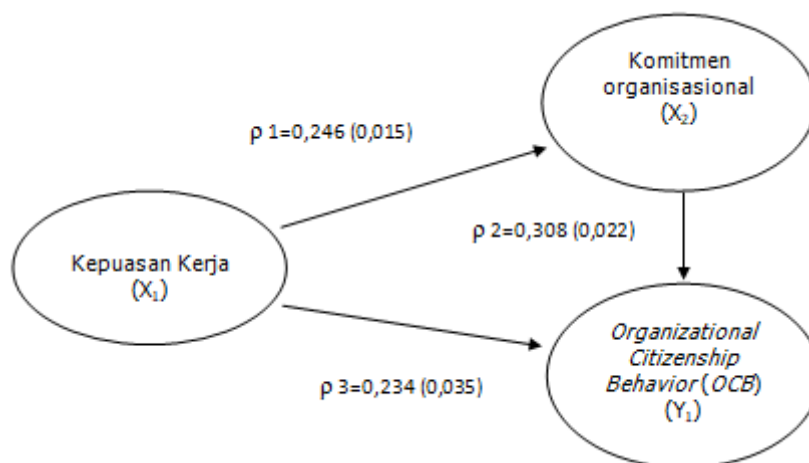 Komitmen
organisasional
(X₂)
ρ 1=0,246 (0,015)
ρ 2=0,308 (0,022)
Kepuasan Kerja
(X₁)
Organizational
Citizenship
Behavior (OCB)
(Y₁)
ρ 3=0,234 (0,035)